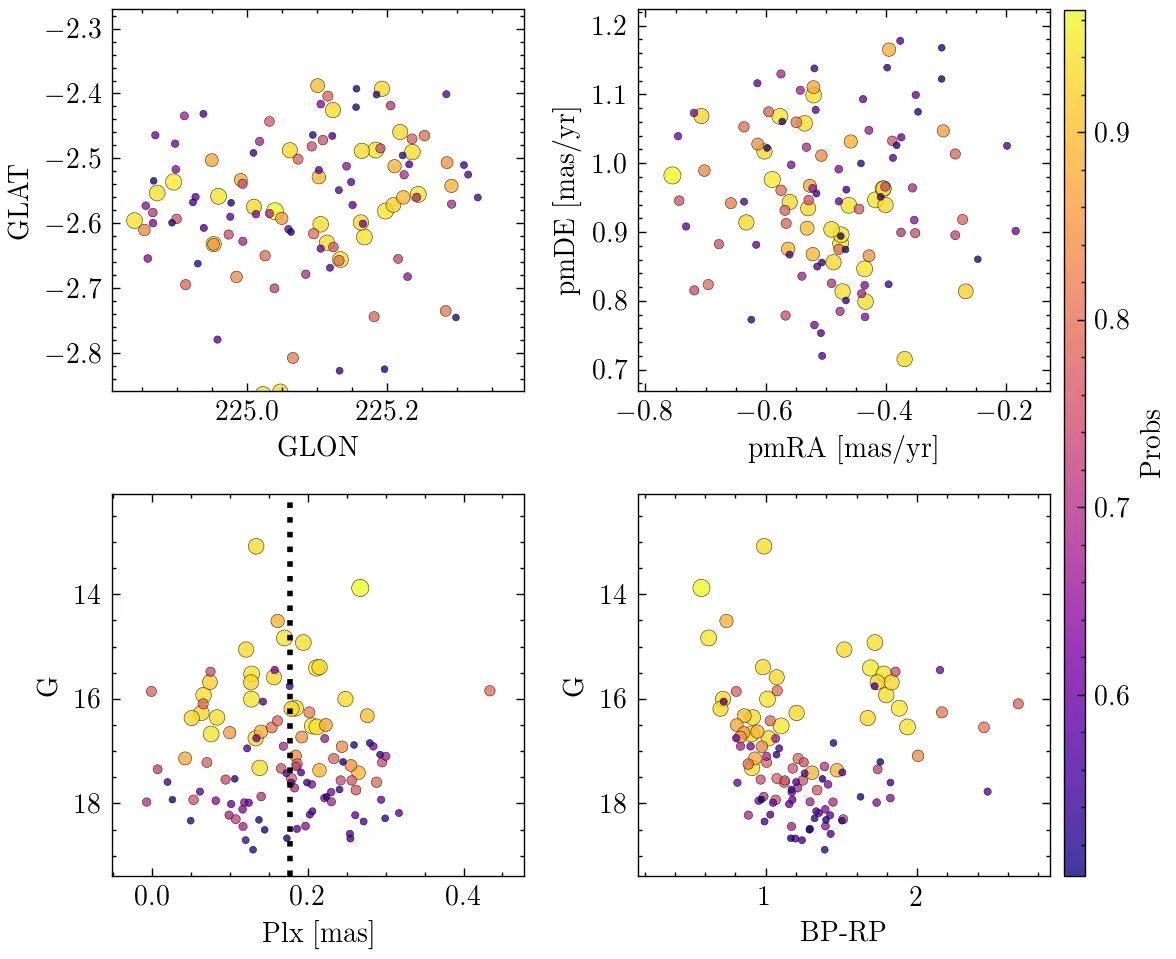 −2.3
−2.4
−2.5
−2.6
−2.7
−2.8
GLAT
225.0 225.2
GLON
1.2
1.1
1.0
0.9
0.8
0.7
pmDE [mas/yr]
−0.8 −0.6 −0.4 −0.2
pmRA [mas/yr]
0.9
0.8
0.7
0.6
Probs
14
16
18
G
0.0 0.2 0.4
Plx [mas]
14
16
18
G
1 2
BP-RP